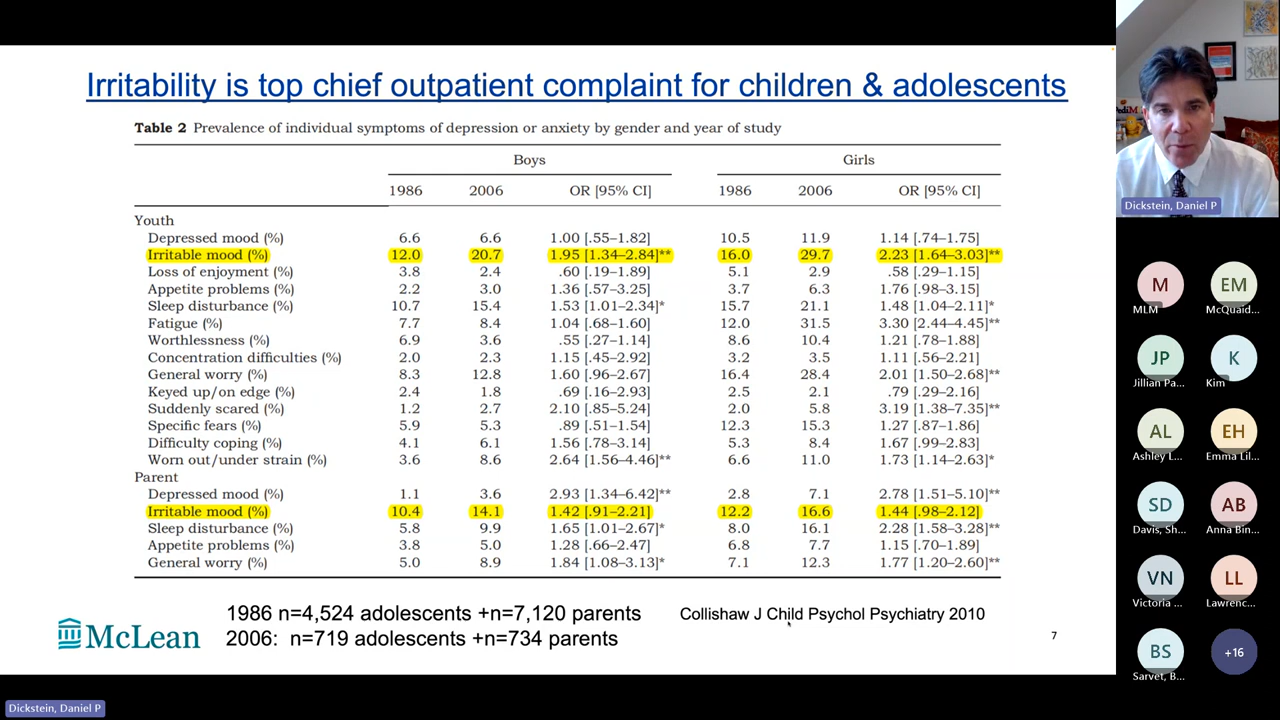 Irritability is top chief outpatient complaint for children & adolescents
Table 2 Prevalence of individual symptoms of depression or anxiety by gender and year of study
Boys Girls
1986 2006 OR [95% CI] 1986 2006 OR [95% CI]
Youth
Depressed mood (%) 6.6 6.6 1.00 [.55–1.82] 10.5 11.9 1.14 [.74–1.75]
Irritable mood (%) 12.0 20.7 1.95 [1.34–2.84]** 16.0 29.7 2.23 [1.64–3.03]**
Loss of enjoyment (%) 3.8 2.4 .60 [.19–1.89] 5.1 2.9 .58 [.29–1.15]
Appetite problems (%) 2.2 3.0 1.36 [.57–3.25] 3.7 6.3 1.76 [.98–3.15]
Sleep disturbance (%) 10.7 15.4 1.53 [1.01–2.34]* 15.7 21.1 1.48 [1.04–2.11]*
Fatigue (%) 7.7 8.4 1.04 [.68–1.60] 12.0 31.5 3.30 [2.44–4.45]**
Worthlessness (%) 6.9 3.6 .55 [.27–1.14] 8.6 10.4 1.21 [.78–1.88]
Concentration difficulties (%) 2.0 2.3 1.15 [.45–2.92] 3.2 3.5 1.11 [.56–2.21]
General worry (%) 8.3 12.8 1.60 [.96–2.67] 16.4 28.4 2.01 [1.50–2.68]**
Keyed up/on edge (%) 2.4 1.8 .69 [.16–2.93] 2.5 2.1 .79 [.29–2.16]
Suddenly scared (%) 1.2 2.7 2.10 [.85–5.24] 2.0 5.8 3.19 [1.38–7.35]**
Specific fears (%) 5.9 5.3 .89 [.51–1.54] 12.3 15.3 1.27 [.87–1.86]
Difficulty coping (%) 4.1 6.1 1.56 [.78–3.14] 5.3 8.4 1.67 [.99–2.83]
Worn out/under strain (%) 3.6 8.6 2.64 [1.56–4.46]** 6.6 11.0 1.73 [1.14–2.63]*
Parent
Depressed mood (%) 1.1 3.6 2.93 [1.34–6.42]** 2.8 7.1 2.78 [1.51–5.10]**
Irritable mood (%) 10.4 14.1 1.42 [.91–2.21] 12.2 16.6 1.44 [.98–2.12]
Sleep disturbance (%) 5.8 9.9 1.65 [1.01–2.67]* 8.0 16.1 2.28 [1.58–3.28]**
Appetite problems (%) 3.8 5.0 1.28 [.66–2.47] 6.8 7.7 1.15 [.70–1.89]
General worry (%) 5.0 8.9 1.84 [1.08–3.13]* 7.1 12.3 1.77 [1.20–2.60]**
1986 n=4,524 adolescents +n=7,120 parents
2006: n=719 adolescents +n=734 parents
Collishaw J Child Psychol Psychiatry 2010
McLean
7
Dickstein, Daniel P
Dickstein, Daniel P
M EM
MLM McQuaid...
JP K
Jillian Pa... Kim
AL EH
Ashley L... Emma Lil...
SD AB
Davis, Sh... Anna Bin...
VN LL
Victoria ... Lawrenc...
BS +16
Sarvet, B...